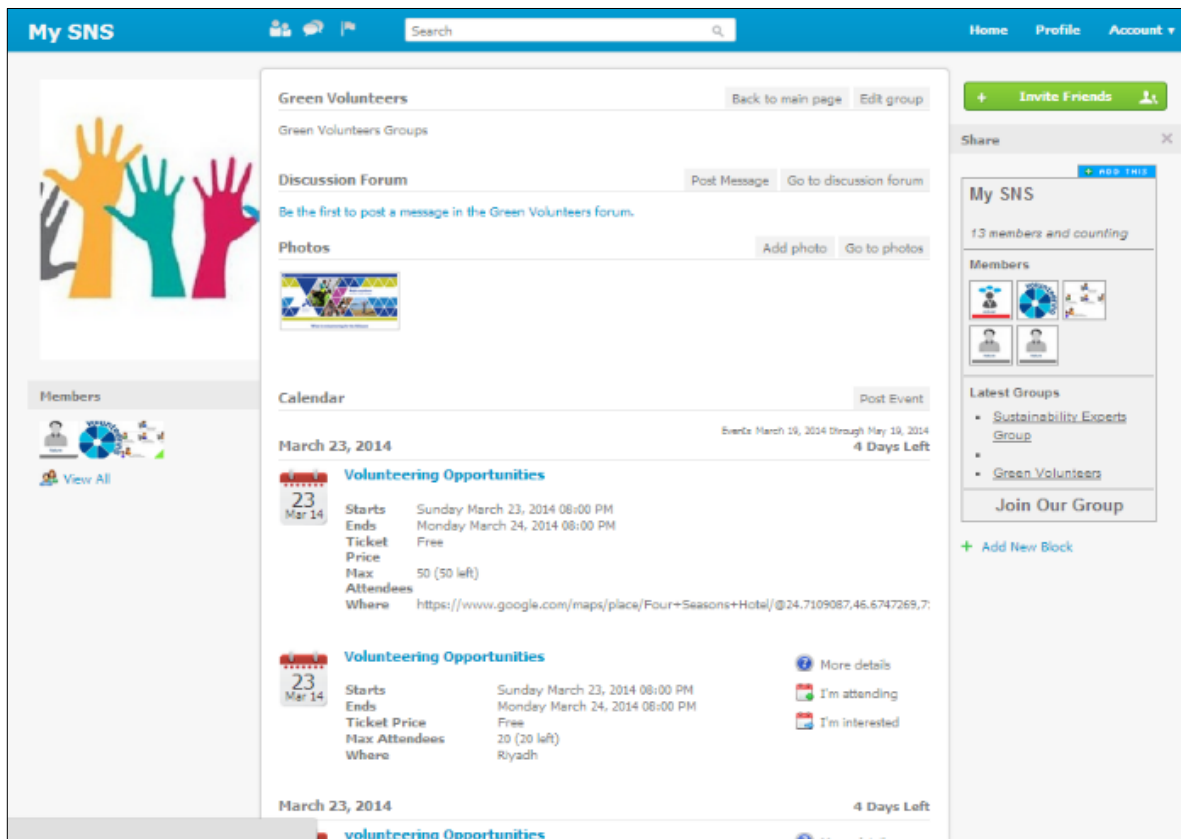 My SNS
Search
Home Profile Account
Green Volunteers
Back to main page Edit group
Green Volunteers Groups
Discussion Forum
Post Message Go to discussion forum
Be the first to post a message in the Green Volunteers forum.
Photos
Add photo Go to photos
Calendar
Post Event
Events March 19, 2014 through May 19, 2014
March 23, 2014
4 Days Left
23
Mar 14
Volunteering Opportunities
Starts Sunday March 23, 2014 08:00 PM
Ends Monday March 24, 2014 08:00 PM
Ticket Free
Price
Max 50 (50 left)
Attendees
Where https://www.google.com/maps/place/Four+Seasons+Hotel/@24.7109087,46.6747269,7
23
Mar 14
Volunteering Opportunities
Starts Sunday March 23, 2014 08:00 PM
Ends Monday March 24, 2014 08:00 PM
Ticket Price Free
Max Attendees 20 (20 left)
Where Riyadh
More details
I'm attending
I'm interested
March 23, 2014
4 Days Left
volunteering Opportunities
Members
View All
+ Invite Friends
Share
+ ADD THIS
My SNS
13 members and counting
Members
Latest Groups
Sustainability Experts
Group
Green Volunteers
Join Our Group
+ Add New Block